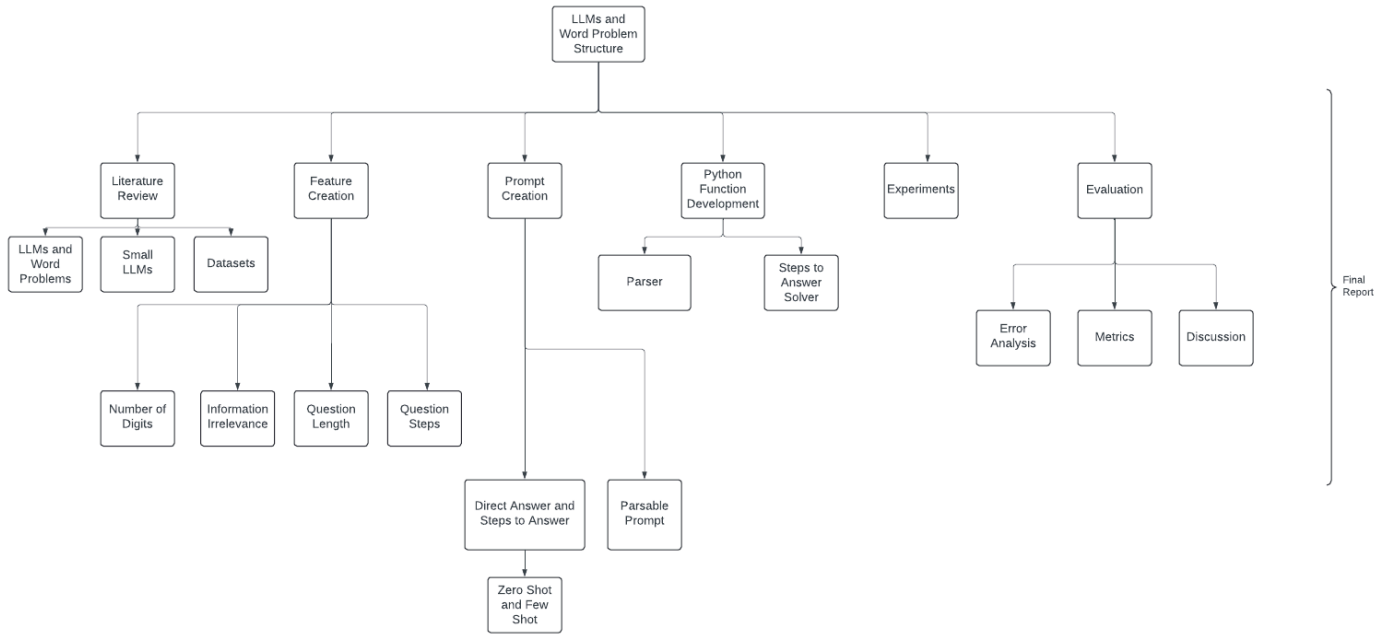 LLMs and
Word Problem
Structure
Literature
Review
Feature
Creation
Prompt
Creation
Python
Function
Development
Experiments
Evaluation
LLMs and
Word
Problems
Small
LLMs
Datasets
Parser
Steps to
Answer
Solver
Final
Report
Error
Analysis
Metrics
Discussion
Number of
Digits
Information
Irrelevance
Question
Length
Question
Steps
Direct Answer and
Steps to Answer
Parsable
Prompt
Zero Shot
and Few
Shot